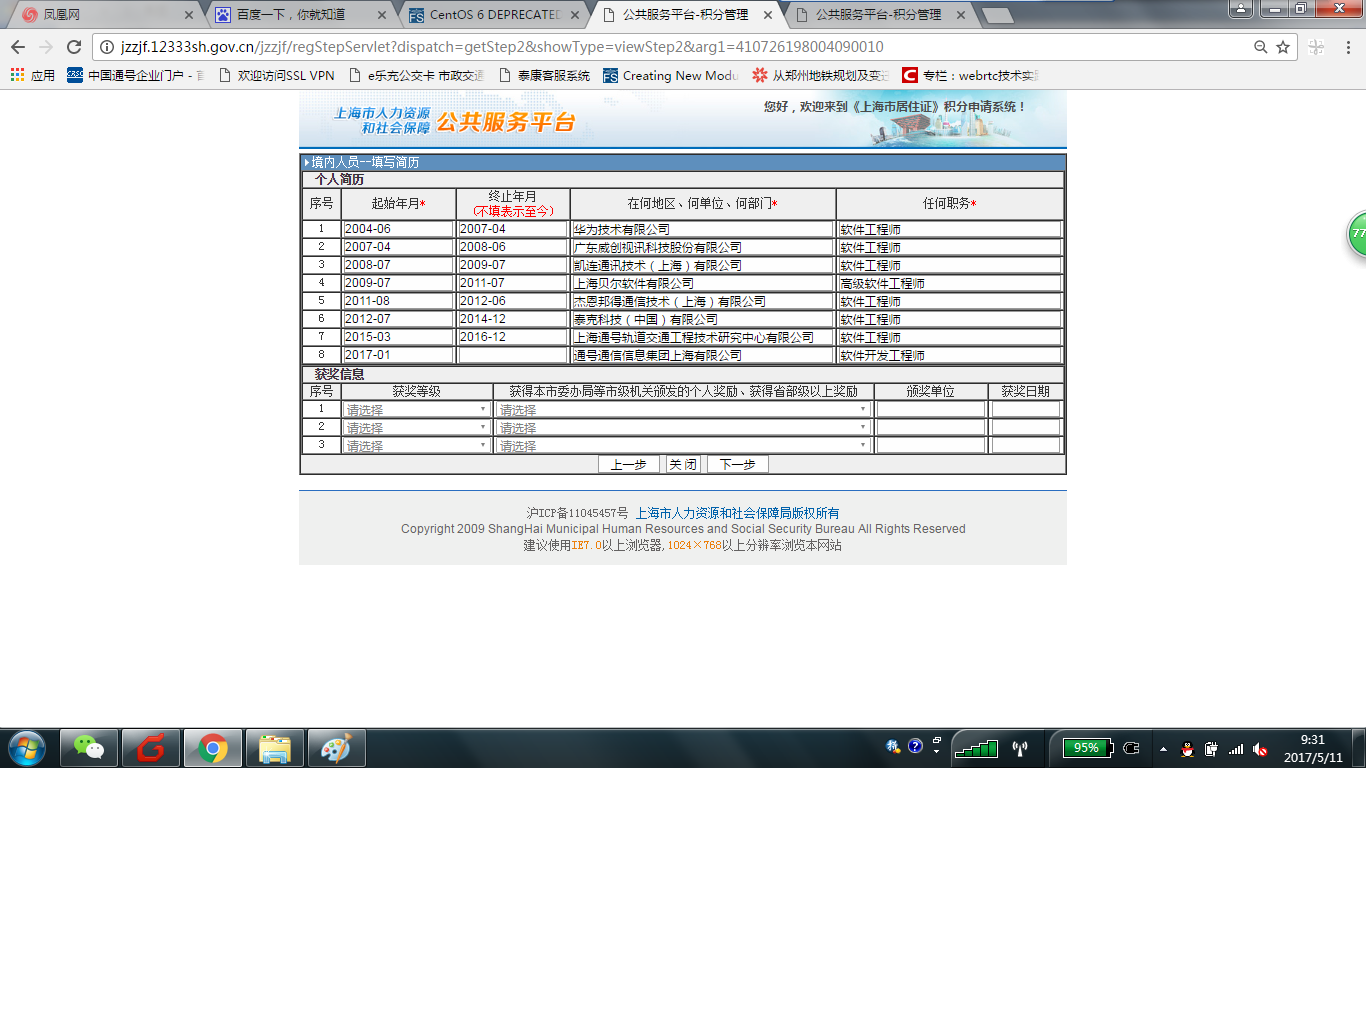 凤凰网
百度一下，你就知道
CentOS 6 DEPRECATED
公共服务平台-积分管理
公共服务平台-积分管理
jzzjf.12333sh.gov.cn/jzzjf/regStepServlet?dispatch=getStep2&showType=viewStep2&arg1=410726198004090010
应用
中国通号企业门户 -
欢迎访问SSL VPN
e乐充公交卡 市政交通
泰康客服系统
Creating New Modu
从郑州地铁规划及变迁
专栏：webrtc技术实践
上海市人力资源
和社会保障 公共服务平台
您好，欢迎来到《上海市居住证》积分申请系统！
境内人员--填写简历
个人简历
序号 起始年月* 终止年月 (不填表示至今) 在何地区、何单位、何部门* 任何职务*
1 2004-06 2007-04 华为技术有限公司 软件工程师
2 2007-04 2008-06 广东威创视讯科技股份有限公司 软件工程师
3 2008-07 2009-07 凯连通讯技术（上海）有限公司 软件工程师
4 2009-07 2011-07 上海贝尔软件有限公司 高级软件工程师
5 2011-08 2012-06 杰恩邦得通信技术（上海）有限公司 软件工程师
6 2012-07 2014-12 泰克科技（中国）有限公司 软件工程师
7 2015-03 2016-12 上海通号轨道交通工程技术研究中心有限公司 软件工程师
8 2017-01 通号通信信息集团上海有限公司 软件开发工程师
获奖信息
序号 获奖等级 获得本市委办局等市级机关颁发的个人奖励、获得省部级以上奖励 颁奖单位 获奖日期
1 请选择 请选择
2 请选择 请选择
3 请选择 请选择
上一步 关 闭 下一步
沪ICP备11045457号 上海市人力资源和社会保障局版权所有
Copyright 2009 ShangHai Municipal Human Resources and Social Security Bureau All Rights Reserved
建议使用IE7.0以上浏览器,1024×768以上分辨率浏览本网站
77
95%
9:31
2017/5/11